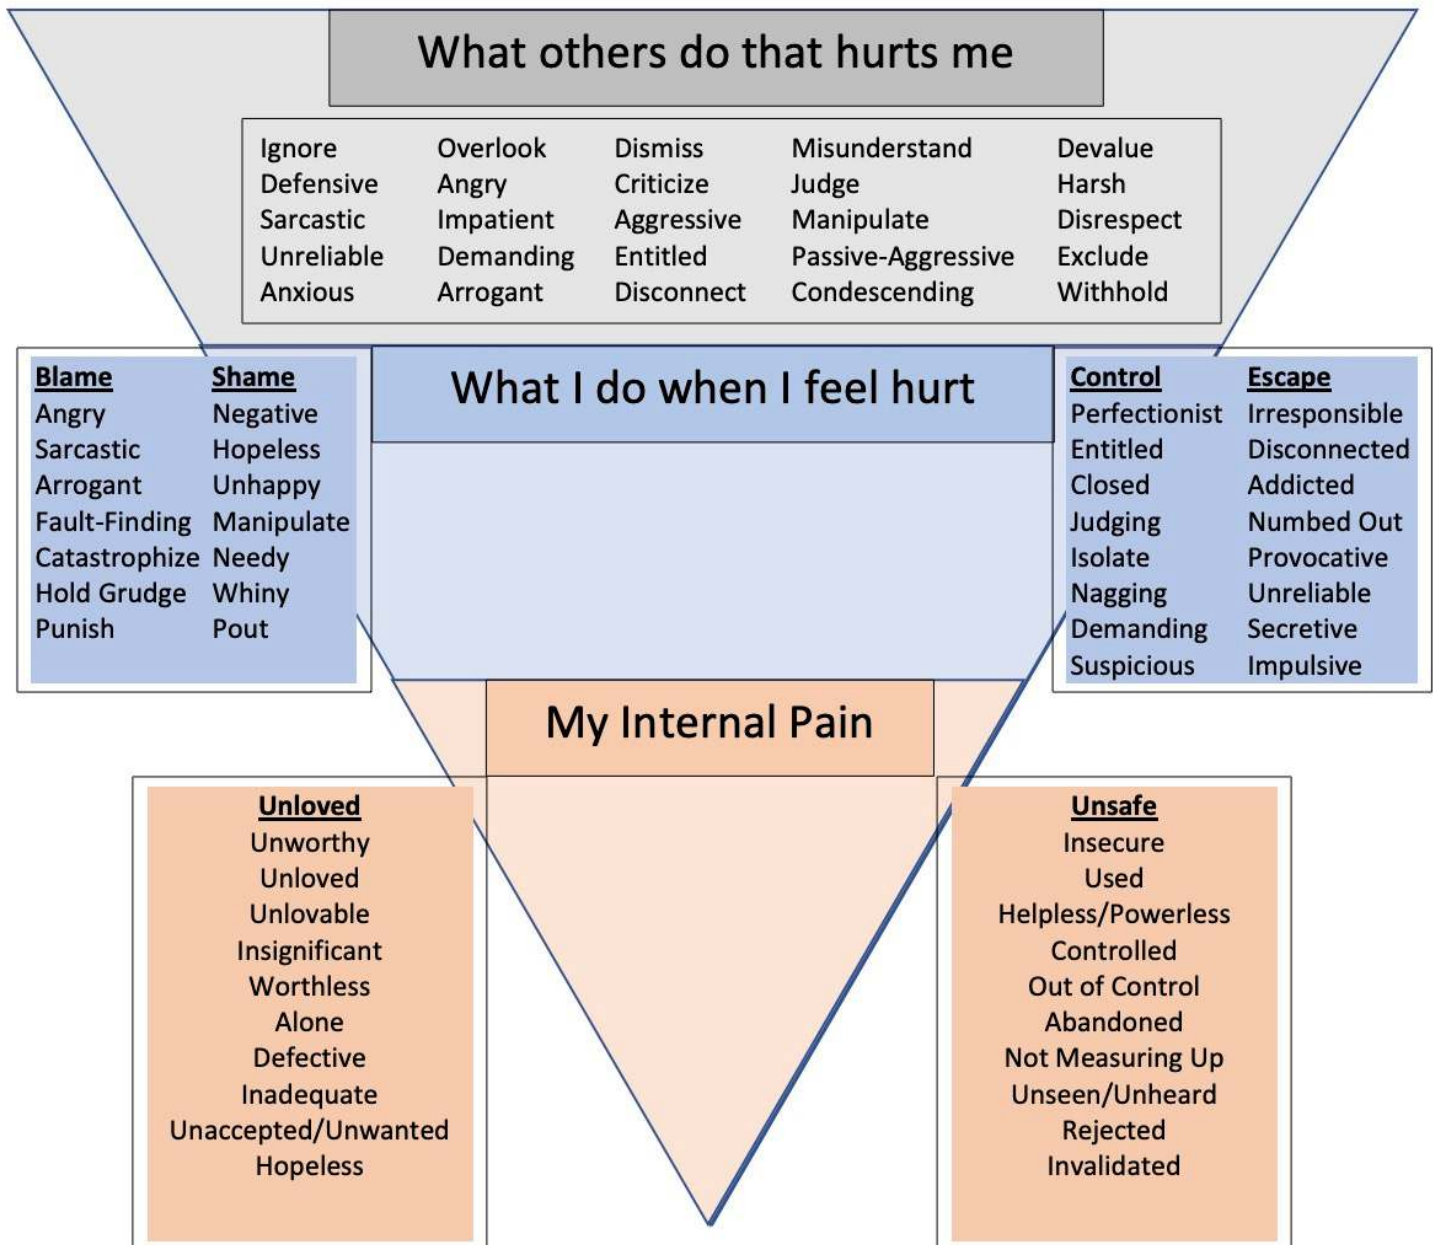 What others do that hurts me
Ignore Overlook Dismiss Misunderstand Devalue
Defensive Angry Criticize Judge Harsh
Sarcastic Impatient Aggressive Manipulate Disrespect
Unreliable Demanding Entitled Passive-Aggressive Exclude
Anxious Arrogant Disconnect Condescending Withhold
What I do when I feel hurt
Blame Shame
Angry Negative
Sarcastic Hopeless
Arrogant Unhappy
Fault-Finding Manipulate
Catastrophize Needy
Hold Grudge Whiny
Punish Pout
Control Escape
Perfectionist Irresponsible
Entitled Disconnected
Closed Addicted
Judging Numbed Out
Isolate Provocative
Nagging Unreliable
Demanding Secretive
Suspicious Impulsive
My Internal Pain
Unloved
Unworthy
Unloved
Unlovable
Insignificant
Worthless
Alone
Defective
Inadequate
Unaccepted/Unwanted
Hopeless
Unsafe
Insecure
Used
Helpless/Powerless
Controlled
Out of Control
Abandoned
Not Measuring Up
Unseen/Unheard
Rejected
Invalidated